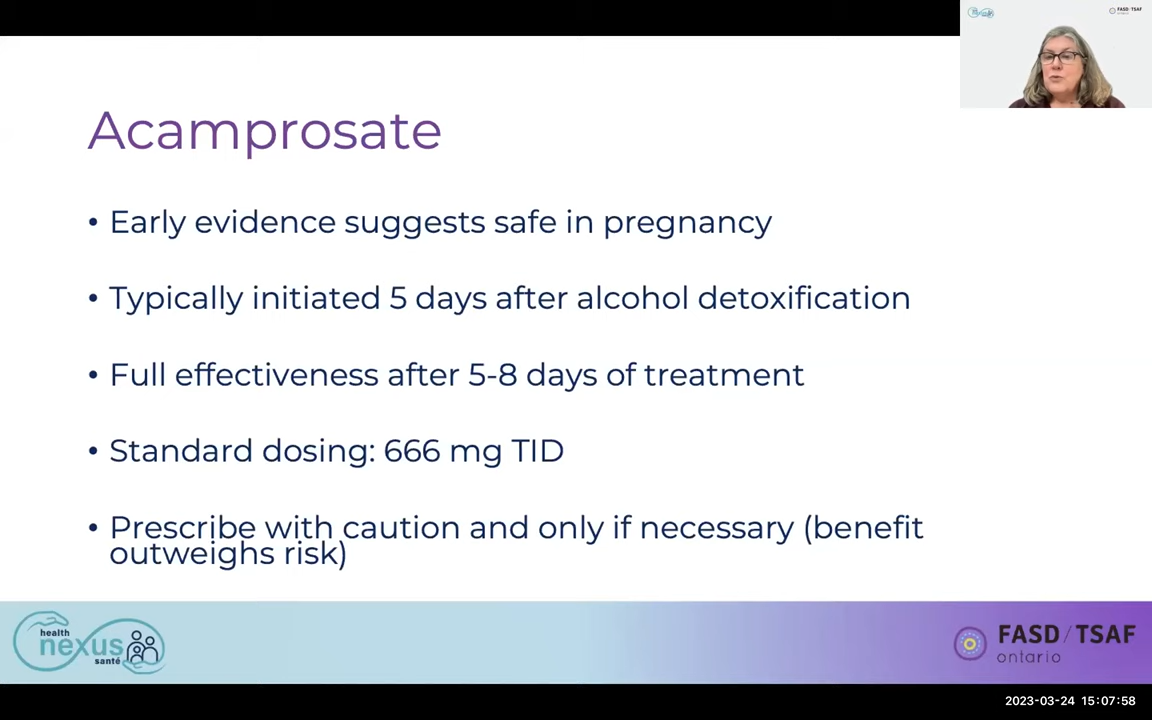 FASD/TSAF
Acamprosate
• Early evidence suggests safe in pregnancy
• Typically initiated 5 days after alcohol detoxification
• Full effectiveness after 5-8 days of treatment
• Standard dosing: 666 mg TID
• Prescribe with caution and only if necessary (benefit
outweighs risk)
health
nexus
santé
FASD/TSAF
ontario
2023-03-24 15:07:58